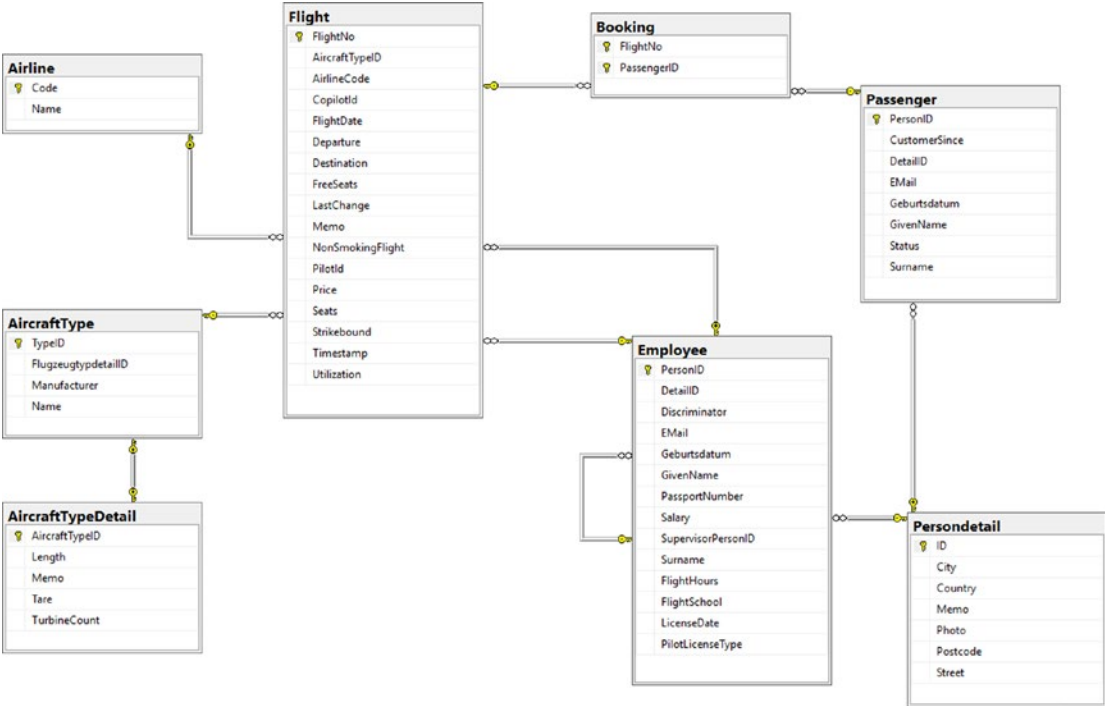 Airline
Code
Name
AircraftType
TypeID
FlugzeugtypdetailID
Manufacturer
Name
AircraftTypeDetail
AircraftTypeID
Length
Memo
Tare
TurbineCount
Flight
FlightNo
AircraftTypeID
AirlineCode
CopilotId
FlightDate
Departure
Destination
FreeSeats
LastChange
Memo
NonSmokingFlight
PilotId
Price
Seats
Strikebound
Timestamp
Utilization
Booking
FlightNo
PassengerID
Passenger
PersonID
CustomerSince
DetailID
EMail
Geburtsdatum
GivenName
Status
Surname
Employee
PersonID
DetailID
Discriminator
EMail
Geburtsdatum
GivenName
PassportNumber
Salary
SupervisorPersonID
Surname
FlightHours
FlightSchool
LicenseDate
PilotLicenseType
Persondetail
ID
City
Country
Memo
Photo
Postcode
Street